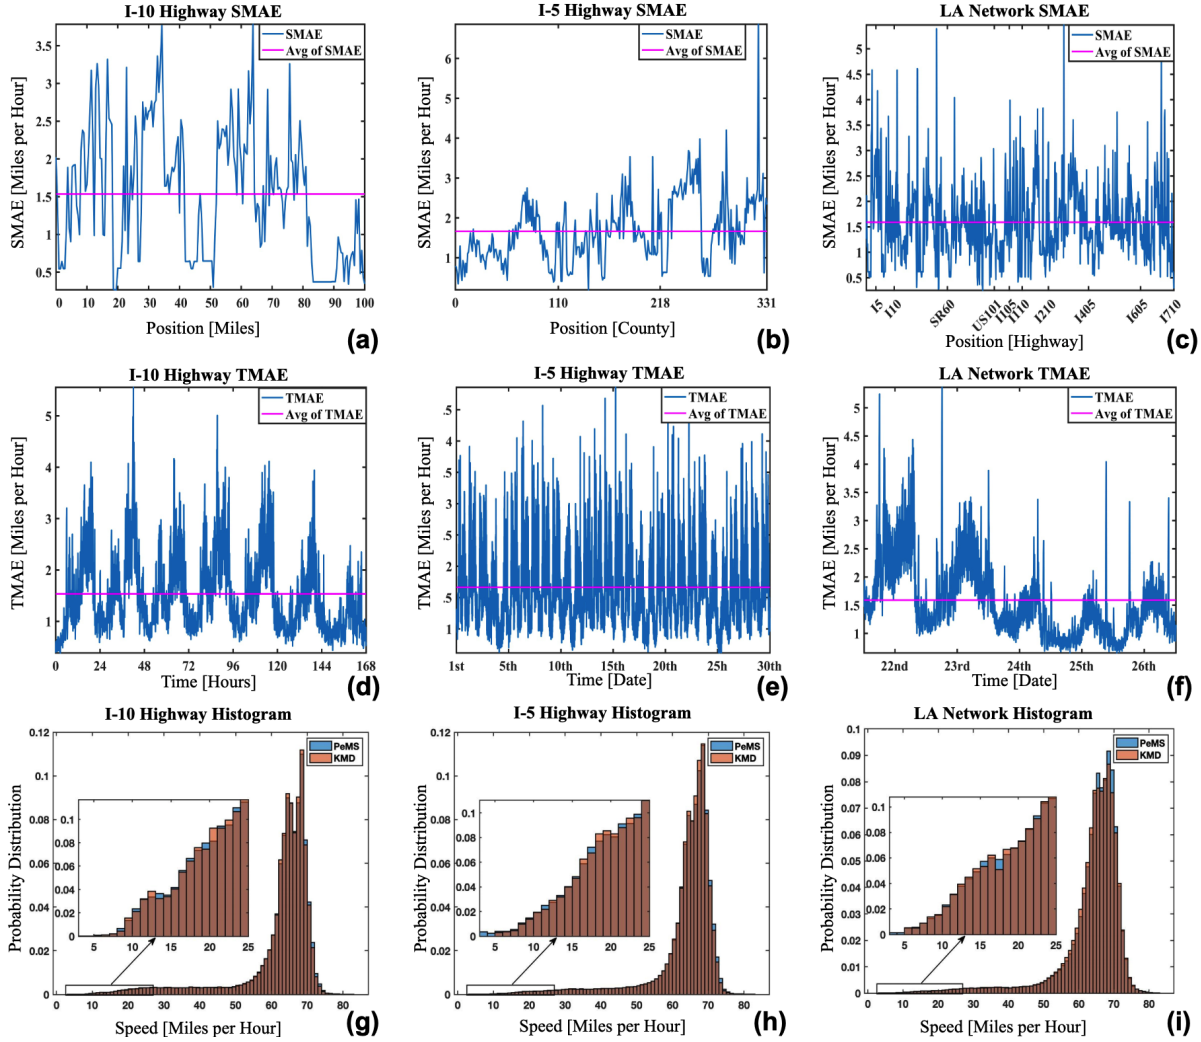 I-10 Highway SMAE
SMAE
Avg of SMAE
SMAE [Miles per Hour]
3.5
3
2.5
2
1.5
1
0.5
0 10 20 30 40 50 60 70 80 90 100
Position [Miles]
(a)
I-5 Highway SMAE
SMAE
Avg of SMAE
SMAE [Miles per Hour]
6
5
4
3
2
1
0 110 218 331
Position [County]
(b)
LA Network SMAE
SMAE
Avg of SMAE
SMAE [Miles per Hour]
5
4.5
4
3.5
3
2.5
2
1.5
1
0.5
I5 I10 SR60 US101 I105 I110 I210 I405 I605 I710
Position [Highway]
(c)
I-10 Highway TMAE
TMAE
Avg of TMAE
TMAE [Miles per Hour]
5
4
3
2
1
0 24 48 72 96 120 144 168
Time [Hours]
(d)
I-5 Highway TMAE
TMAE
Avg of TMAE
TMAE [Miles per Hour]
.5
4
.5
3
.5
2
.5
1
1st 5th 10th 15th 20th 25th 30th
Time [Date]
(e)
LA Network TMAE
TMAE
Avg of TMAE
TMAE [Miles per Hour]
5
4.5
4
3.5
3
2.5
2
1.5
1
22nd 23rd 24th 25th 26th
Time [Date]
(f)
I-10 Highway Histogram
PeMS
KMD
Probability Distribution
0.12
0.1
0.08
0.06
0.04
0.02
0
0.1
0.08
0.06
0.04
0.02
0
5 10 15 20 25
0 10 20 30 40 50 60 70 80
Speed [Miles per Hour]
(g)
I-5 Highway Histogram
PeMS
KMD
Probability Distribution
0.12
0.1
0.08
0.06
0.04
0.02
0
0.1
0.08
0.06
0.04
0.02
0
5 10 15 20 25
0 10 20 30 40 50 60 70 80
Speed [Miles per Hour]
(h)
LA Network Histogram
PeMS
KMD
Probability Distribution
0.1
0.09
0.08
0.07
0.06
0.05
0.04
0.03
0.02
0.01
0
0.1
0.08
0.06
0.04
0.02
0
5 10 15 20 25
0 10 20 30 40 50 60 70 80
Speed [Miles per Hour]
(i)